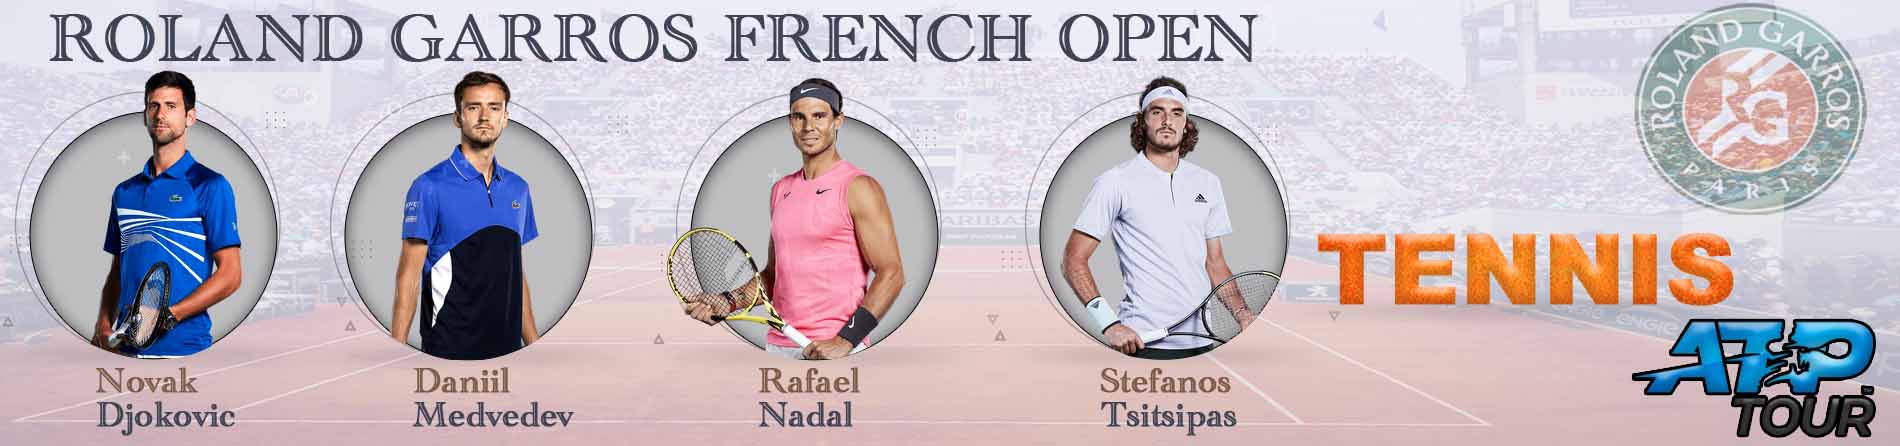 ROLAND GARROS FRENCH OPEN
ROLAND GARROS
RG
PARIS
TENNIS
Novak
Djokovic
Daniil
Medvedev
Rafael
Nadal
Stefanos
Tsitsipas
ATP
TOUR